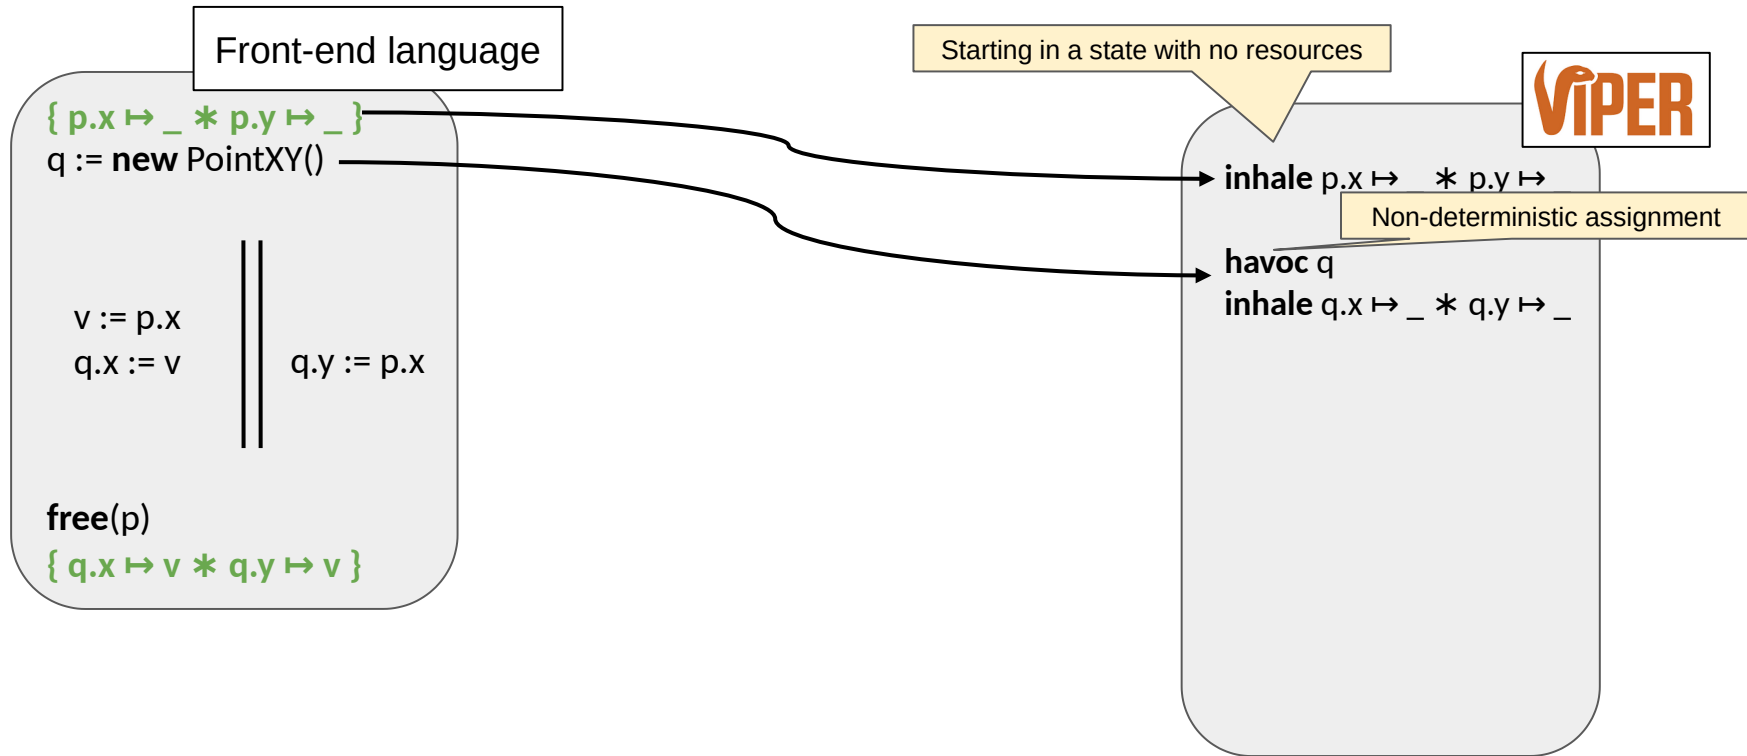 Front-end language
{ p.x ↦ _ ∗ p.y ↦ _ }
q := new PointXY()
v := p.x
q.x := v
q.y := p.x
free(p)
{ q.x ↦ v ∗ q.y ↦ v }
Starting in a state with no resources
VIPER
inhale p.x ↦ _ ∗ p.y ↦ _
Non-deterministic assignment
havoc q
inhale q.x ↦ _ ∗ q.y ↦ _